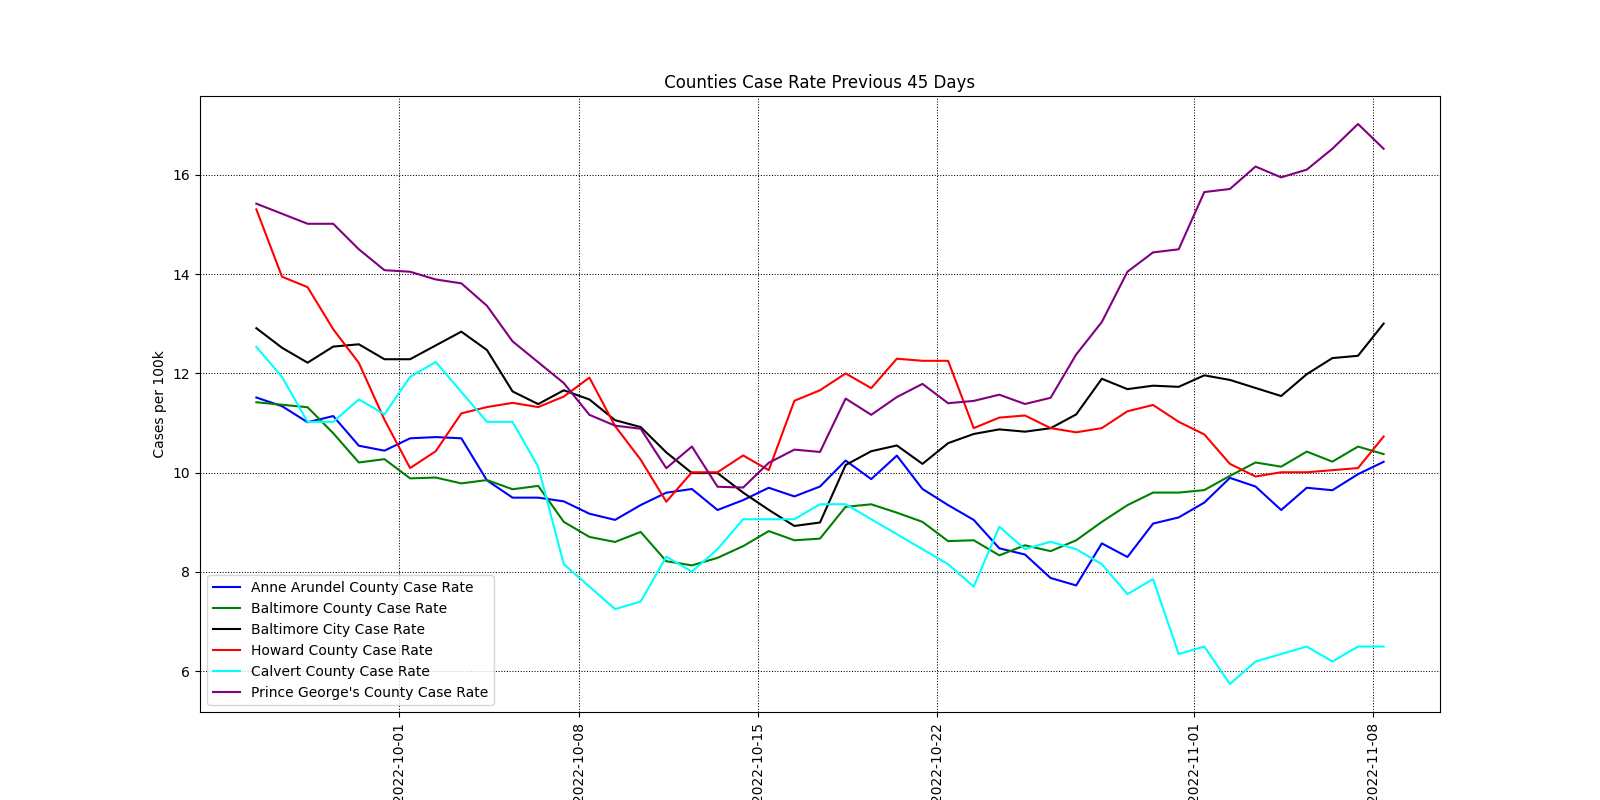 Counties Case Rate Previous 45 Days
Cases per 100k
16
14
12
10
8
6
Anne Arundel County Case Rate
Baltimore County Case Rate
Baltimore City Case Rate
Howard County Case Rate
Calvert County Case Rate
Prince George's County Case Rate
2022-10-01
2022-10-08
2022-10-15
2022-10-22
2022-11-01
2022-11-08